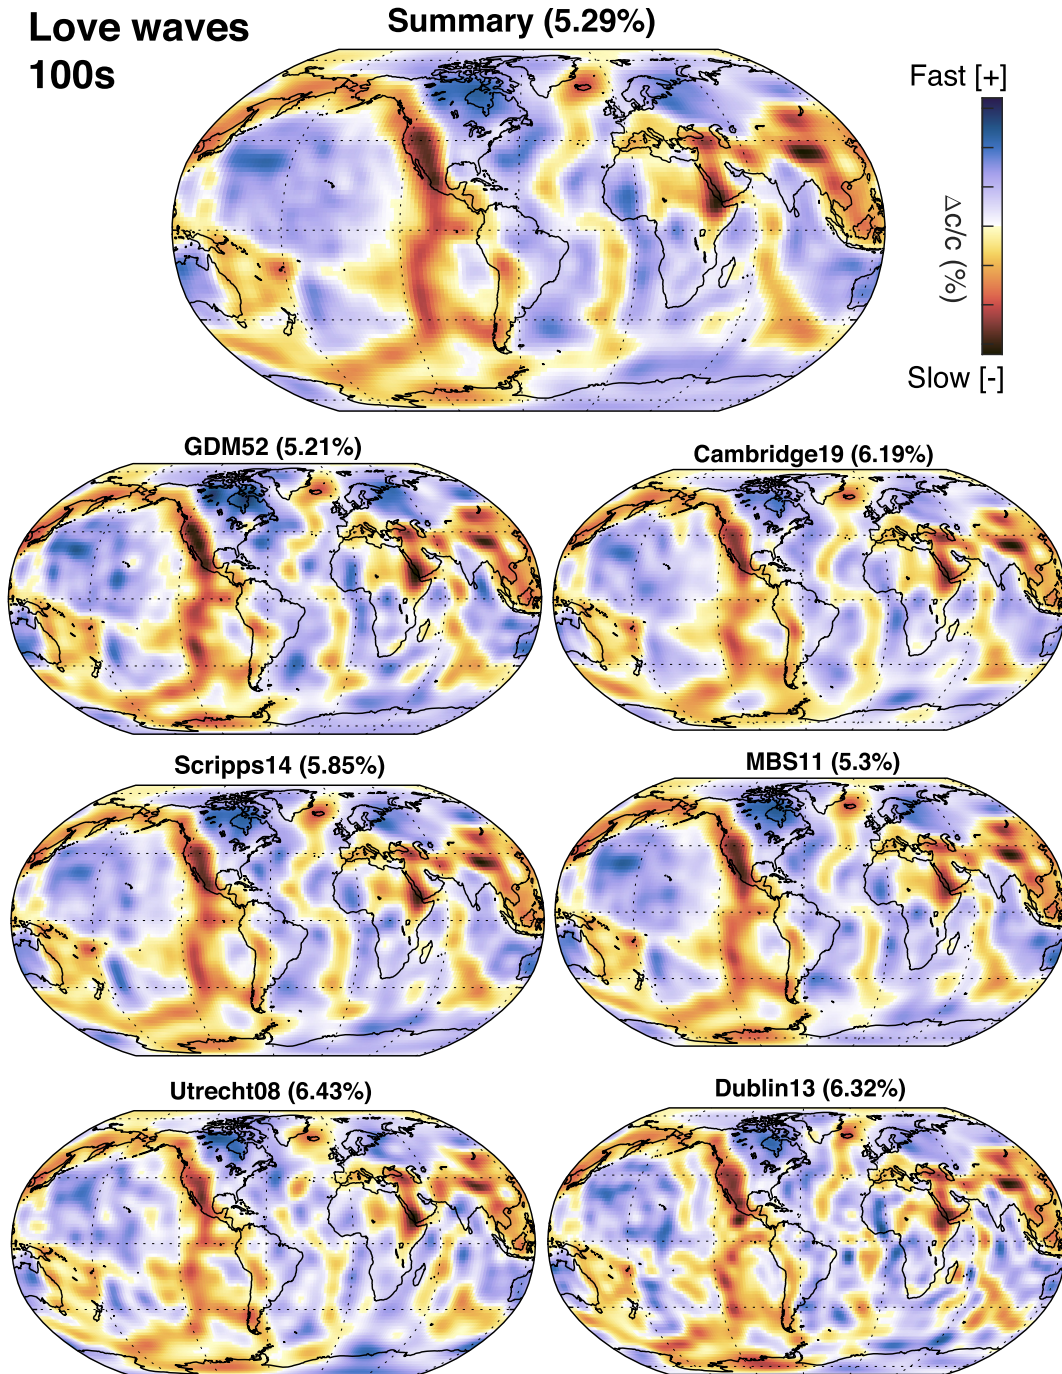 Love waves
100s
Summary (5.29%)
Fast [+]
Δc/c (%)
Slow [-]
GDM52 (5.21%)
Cambridge19 (6.19%)
Scripps14 (5.85%)
MBS11 (5.3%)
Utrecht08 (6.43%)
Dublin13 (6.32%)